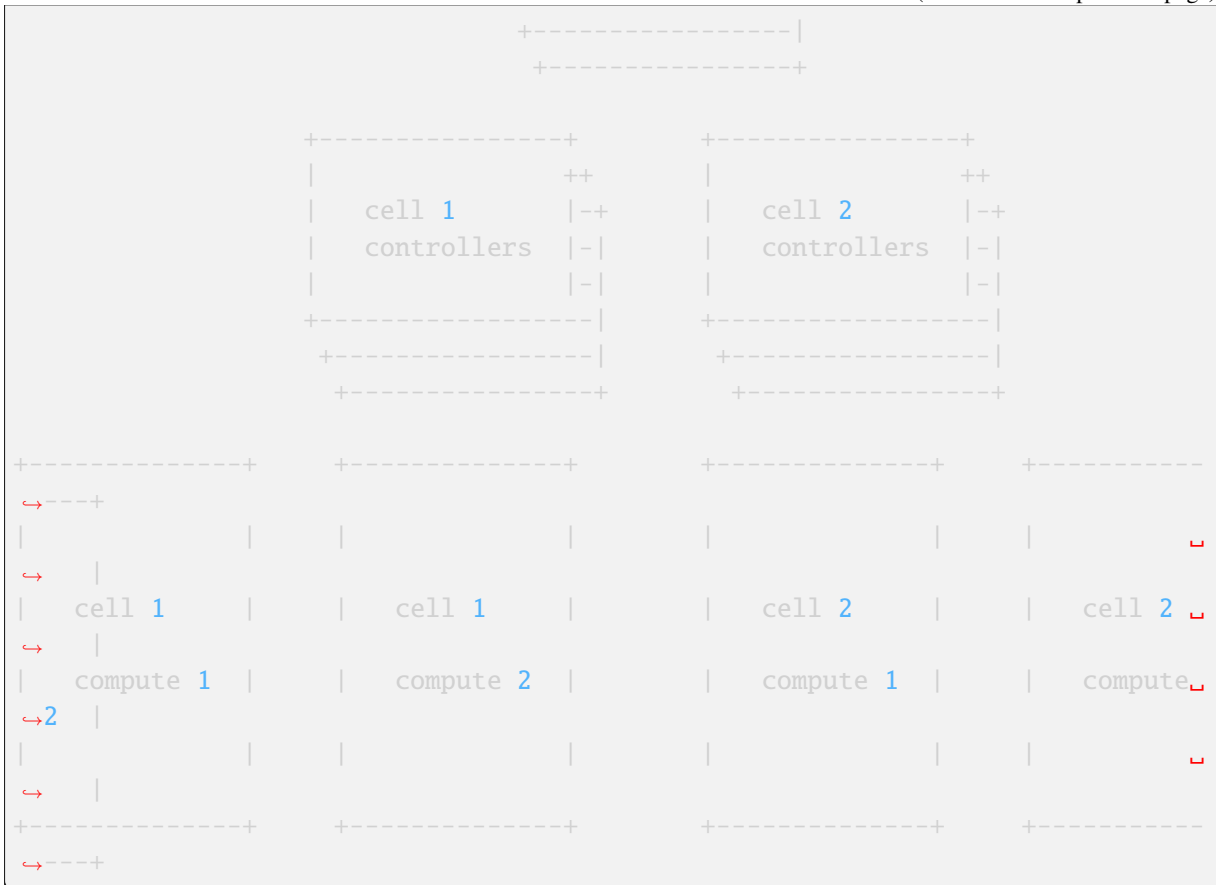 +-----------------|
+----------------+
+----------------+ +----------------+
| ++ | ++
| cell 1 |-+ | cell 2 |-+
| controllers |-| | controllers |-|
| |-| | |-|
+------------------| +------------------|
+-----------------| +-----------------|
+----------------+ +----------------+
+--------------+ +--------------+ +--------------+ +-----------
↪---+
| | | | | | | ␣
↪ |
| cell 1 | | cell 1 | | cell 2 | | cell 2 ␣
↪ |
| compute 1 | | compute 2 | | compute 1 | | compute␣
↪2 |
| | | | | | | ␣
↪ |
+--------------+ +--------------+ +--------------+ +-----------
↪---+